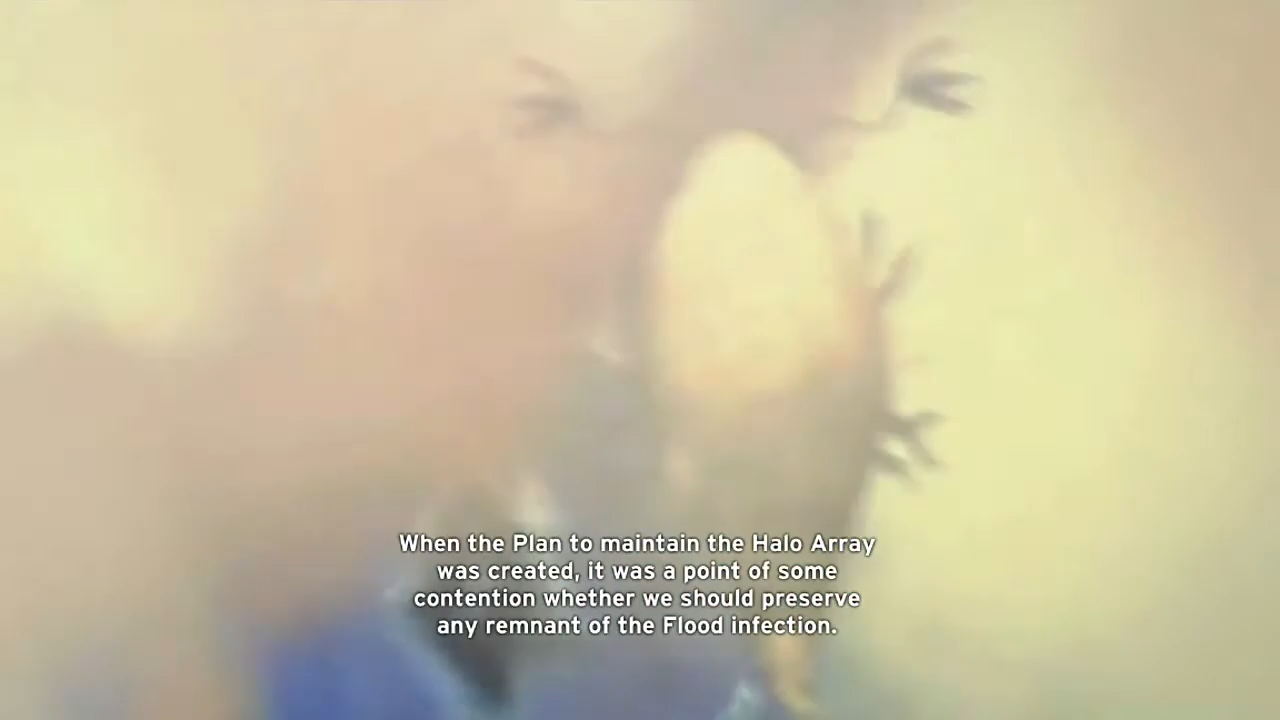 When the Plan to maintain the Halo Array
was created, it was a point of some
contention whether we should preserve
any remnant of the Flood infection.